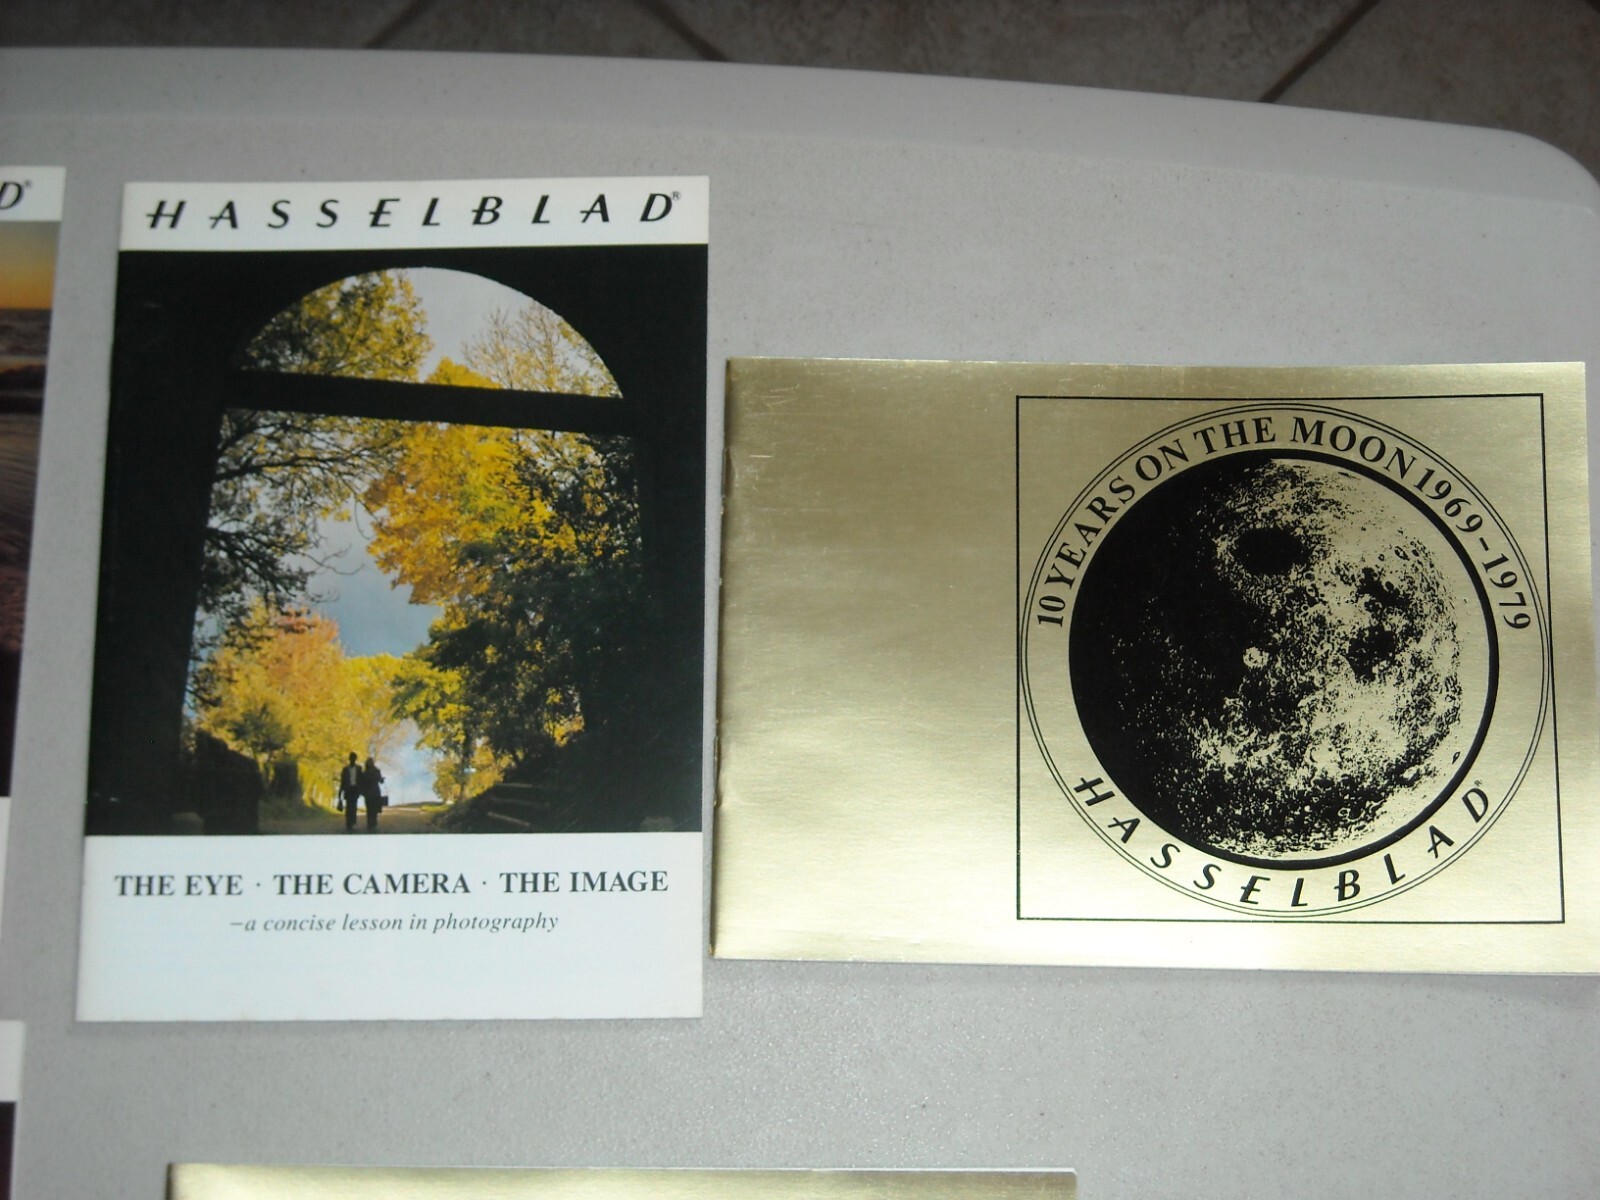 D®
HASSELBLAD®
THE EYE · THE CAMERA · THE IMAGE
–a concise lesson in photography
10 YEARS ON THE MOON 1969–1979
HASSELBLAD®